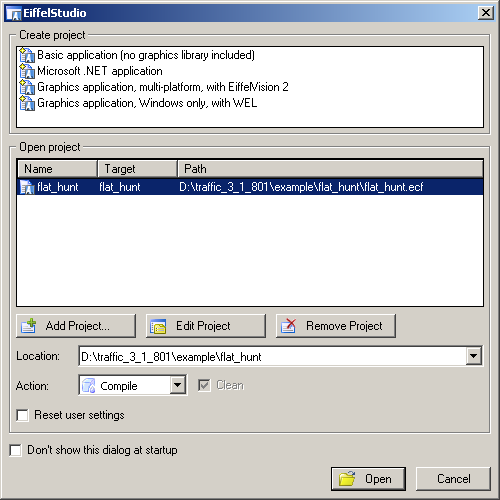 EiffelStudio
Create project
Basic application (no graphics library included)
Microsoft .NET application
Graphics application, multi-platform, with EiffelVision 2
Graphics application, Windows only, with WEL
Open project
Name Target Path
flat_hunt flat_hunt D:\traffic_3_1_801\example\flat_hunt\flat_hunt.ecf
Add Project... Edit Project Remove Project
Location: D:\traffic_3_1_801\example\flat_hunt
Action: Compile Clean
Reset user settings
Don't show this dialog at startup
Open Cancel